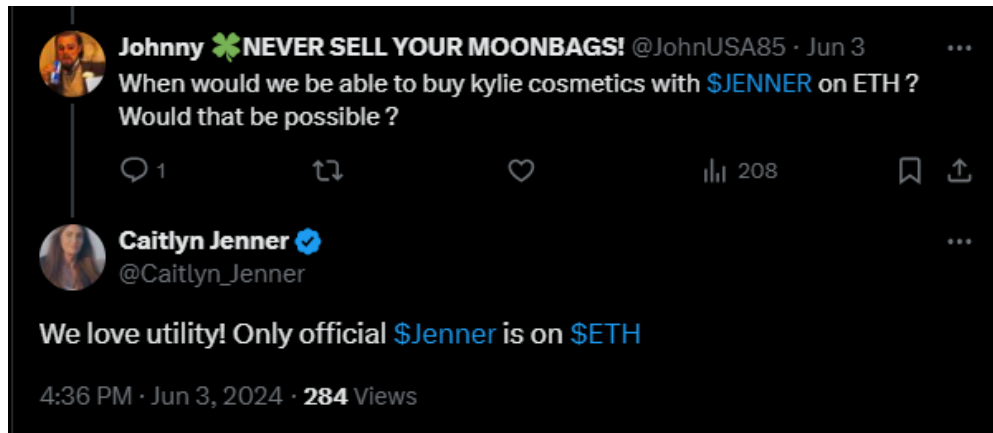 Johnny 🍀NEVER SELL YOUR MOONBAGS! @JohnUSA85 · Jun 3
When would we be able to buy kylie cosmetics with $JENNER on ETH ?
Would that be possible ?
1
208
Caitlyn Jenner
@Caitlyn_Jenner
We love utility! Only official $Jenner is on $ETH
4:36 PM · Jun 3, 2024 · 284 Views